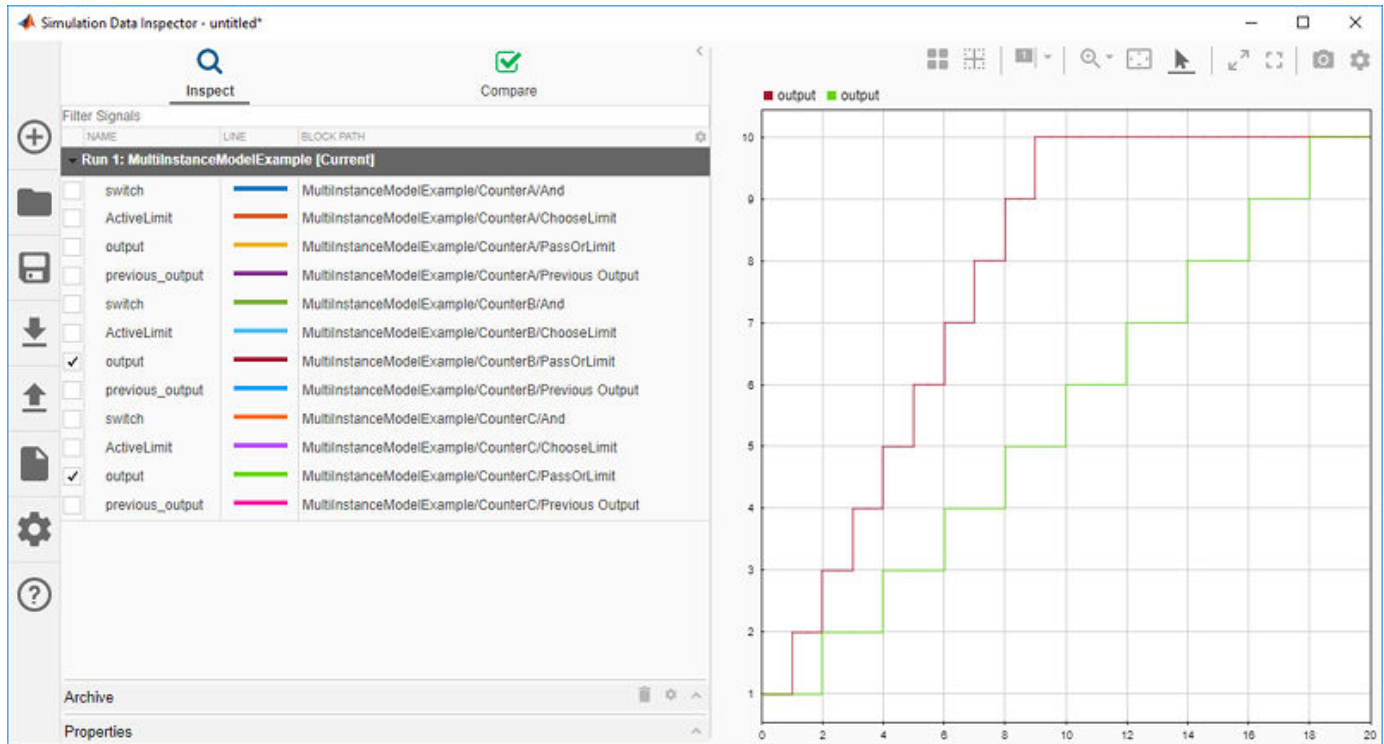 Simulation Data Inspector - untitled*
Inspect
Compare
Filter Signals
NAME LINE BLOCK PATH
Run 1: MultiInstanceModelExample [Current]
switch MultiInstanceModelExample/CounterA/And
ActiveLimit MultiInstanceModelExample/CounterA/ChooseLimit
output MultiInstanceModelExample/CounterA/PassOrLimit
previous_output MultiInstanceModelExample/CounterA/Previous Output
switch MultiInstanceModelExample/CounterB/And
ActiveLimit MultiInstanceModelExample/CounterB/ChooseLimit
output MultiInstanceModelExample/CounterB/PassOrLimit
previous_output MultiInstanceModelExample/CounterB/Previous Output
switch MultiInstanceModelExample/CounterC/And
ActiveLimit MultiInstanceModelExample/CounterC/ChooseLimit
output MultiInstanceModelExample/CounterC/PassOrLimit
previous_output MultiInstanceModelExample/CounterC/Previous Output
Archive
Properties
1
output output
10
9
8
7
6
5
4
3
2
1
0 2 4 6 8 10 12 14 16 18 20